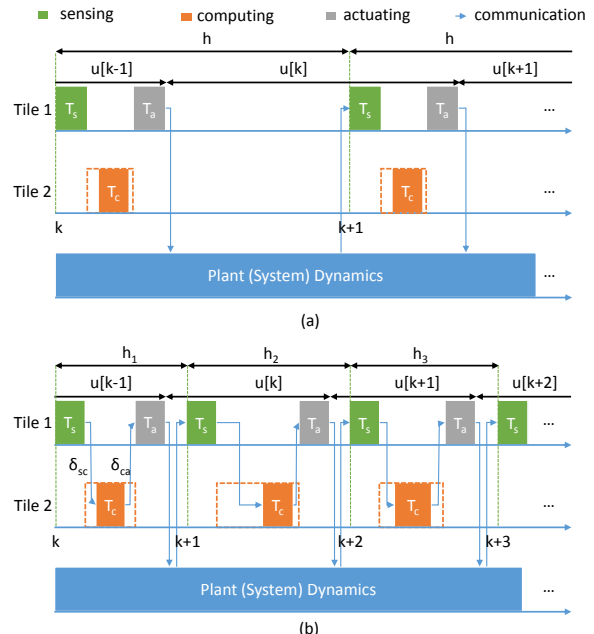 sensing computing actuating communication
h h
u[k-1] u[k] u[k+1]
Tile 1 Ts Ta Ts Ta ...
Tile 2 Tc Tc ...
k k+1
Plant (System) Dynamics ...
(a)
h1 h2 h3
u[k-1] u[k] u[k+1] u[k+2]
Tile 1 Ts Ta Ts Ta Ts Ta Ts ...
δsc δca
Tile 2 Tc Tc Tc ...
k k+1 k+2 k+3
Plant (System) Dynamics ...
(b)